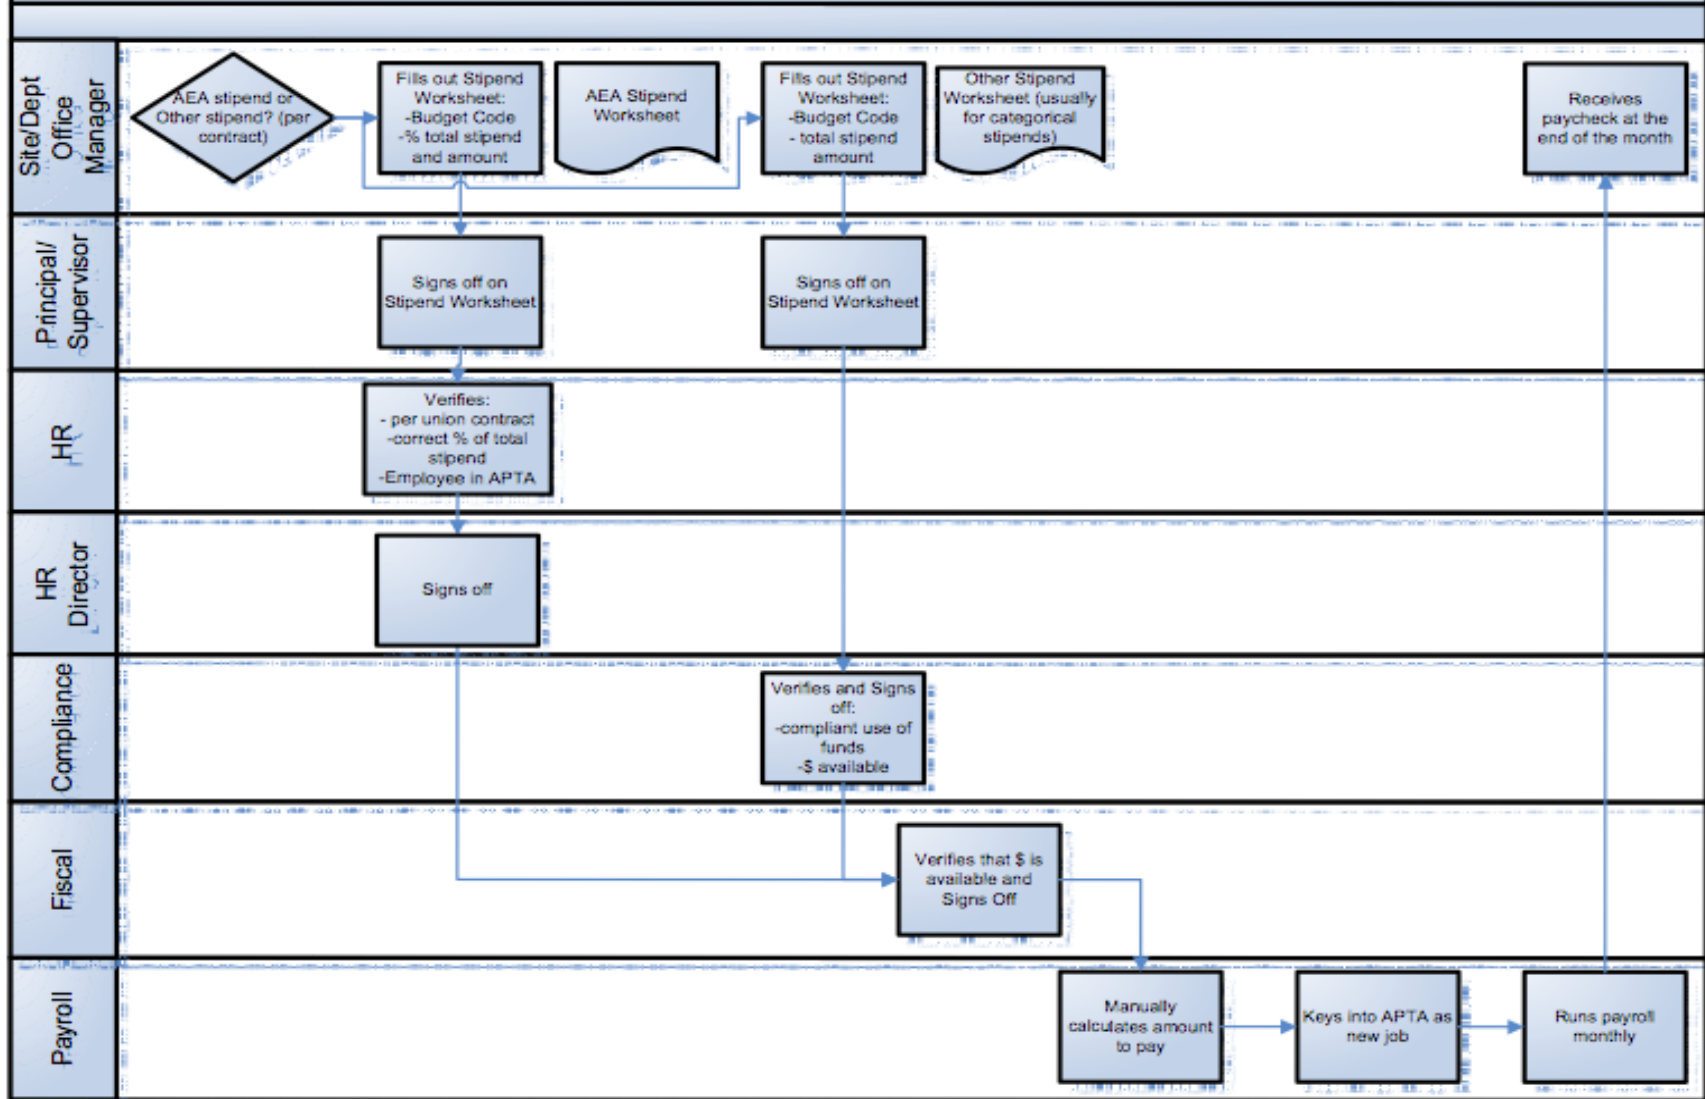 Site/Dept
Office
Manager
AEA stipend or
Other stipend? (per
contract)
Fills out Stipend
Worksheet:
-Budget Code
-% total stipend
and amount
AEA Stipend
Worksheet
Fills out Stipend
Worksheet:
-Budget Code
- total stipend
amount
Other Stipend
Worksheet (usually
for categorical
stipends)
Receives
paycheck at the
end of the month
Principal/
Supervisor
Signs off on
Stipend Worksheet
Signs off on
Stipend Worksheet
HR
Verifies:
- per union contract
-correct % of total
stipend
-Employee in APTA
HR
Director
Signs off
Compliance
Verifies and Signs
off:
-compliant use of
funds
-$ available
Fiscal
Verifies that $ is
available and
Signs Off
Payroll
Manually
calculates amount
to pay
Keys into APTA as
new job
Runs payroll
monthly